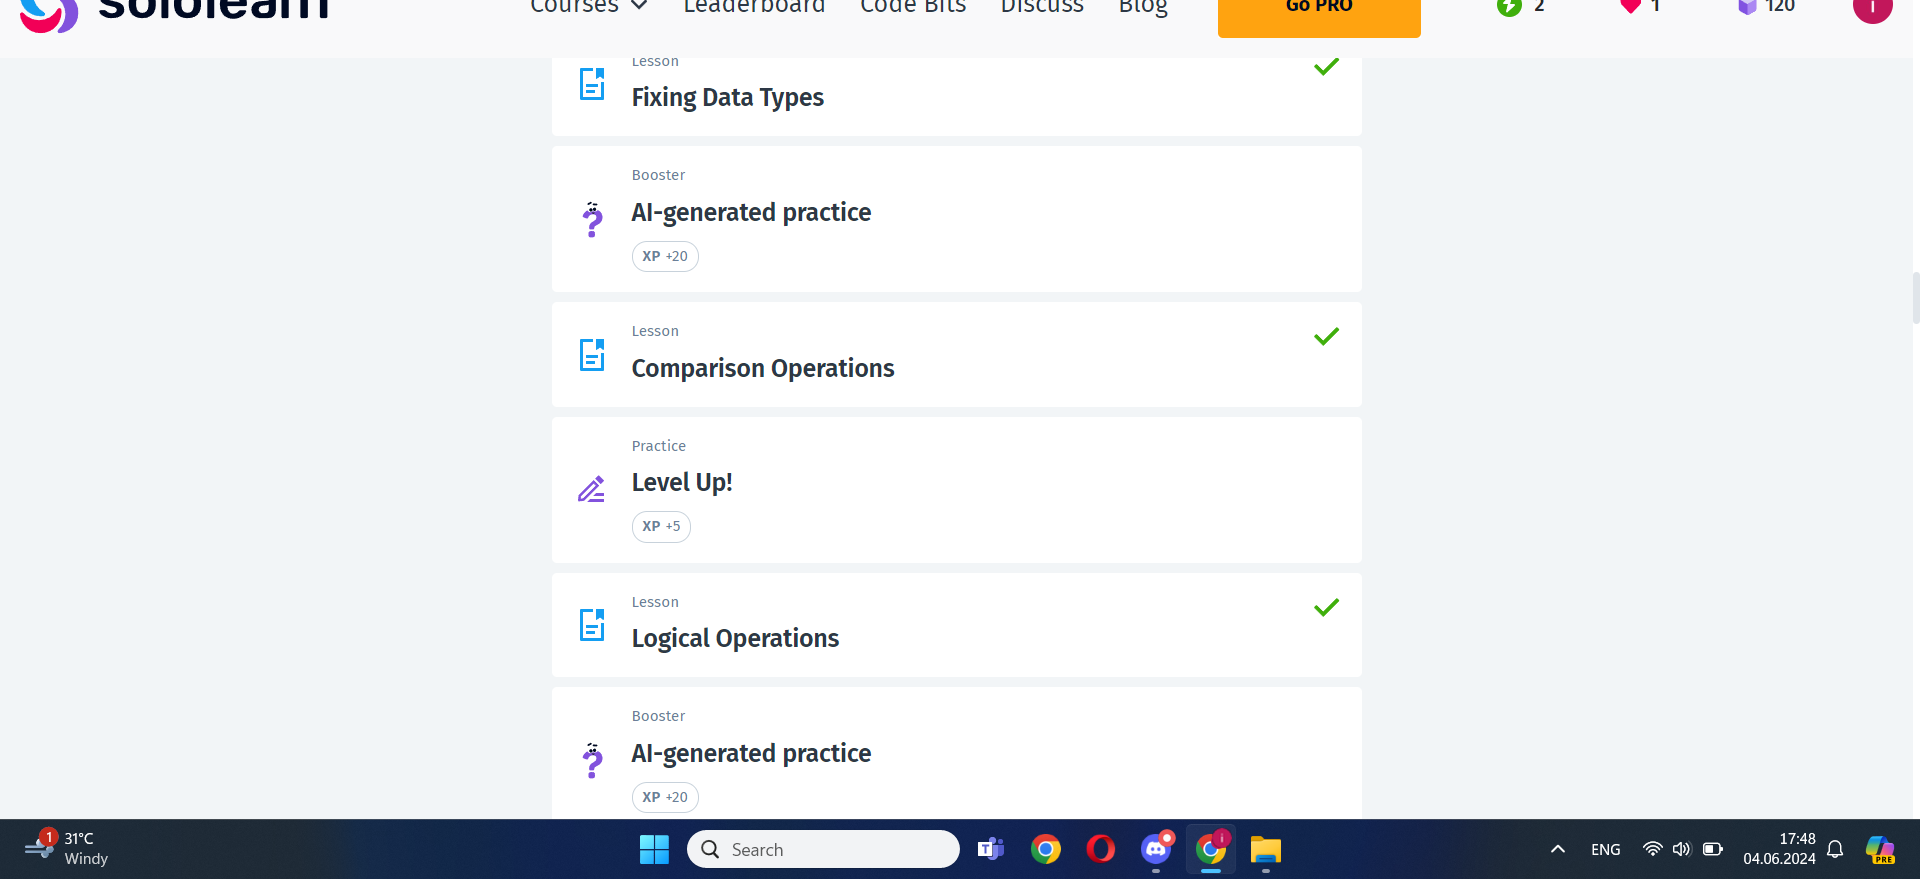 sololearn
Courses Leaderboard Code Bits Discuss Blog Go PRO 2 1 120 i
Lesson
Fixing Data Types
Booster
AI-generated practice
XP +20
Lesson
Comparison Operations
Practice
Level Up!
XP +5
Lesson
Logical Operations
Booster
AI-generated practice
XP +20
1 31°C
Windy
Search
T
i
ENG
17:48
04.06.2024
PRE